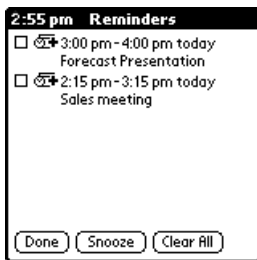 2:55 pm Reminders
3:00 pm - 4:00 pm today
Forecast Presentation
2:15 pm - 3:15 pm today
Sales meeting
Done Snooze Clear All